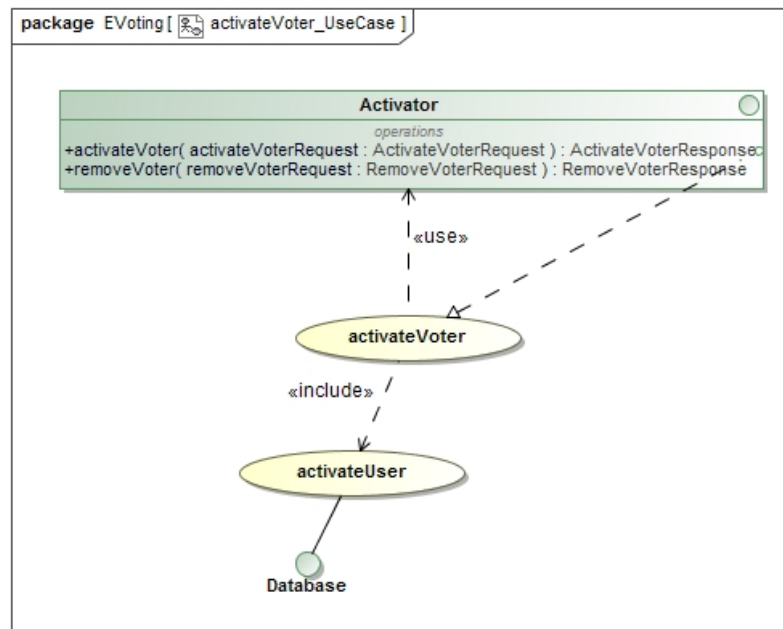 package EVoting [ activateVoter_UseCase ]
Activator
operations
+activateVoter( activateVoterRequest : ActivateVoterRequest ) : ActivateVoterResponse
+removeVoter( removeVoterRequest : RemoveVoterRequest ) : RemoveVoterResponse
«use»
activateVoter
«include»
activateUser
Database